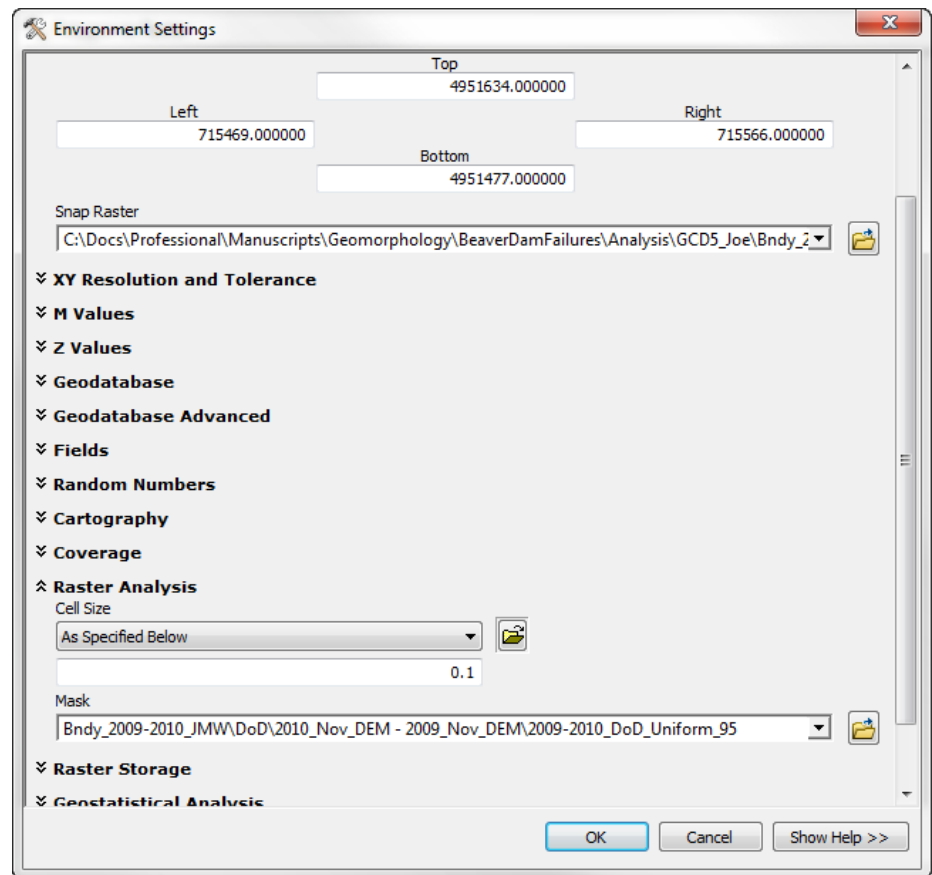 Environment Settings
Top
4951634.000000
Left
Right
715469.000000
715566.000000
Bottom
4951477.000000
Snap Raster
C:\Docs\Professional\Manuscripts\Geomorphology\BeaverDamFailures\Analysis\GCD5_Joe\Bndy_2
XY Resolution and Tolerance
M Values
Z Values
Geodatabase
Geodatabase Advanced
Fields
Random Numbers
Cartography
Coverage
Raster Analysis
Cell Size
As Specified Below
0.1
Mask
Bndy_2009-2010_JMW\DoD\2010_Nov_DEM - 2009_Nov_DEM\2009-2010_DoD_Uniform_95
Raster Storage
Geostatistical Analysis
OK
Cancel
Show Help >>